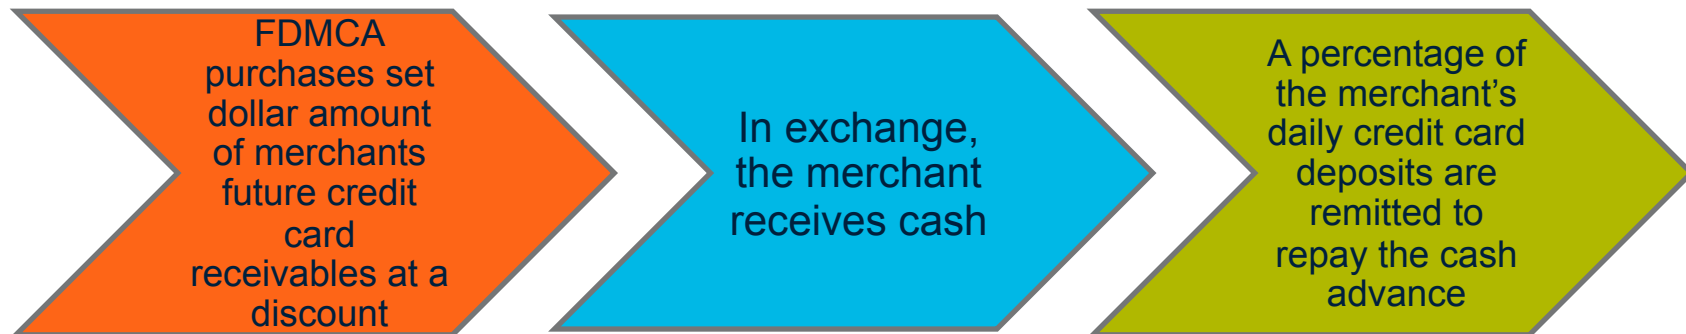 FDMCA
purchases set
dollar amount
of merchants
future credit
card
receivables at a
discount
In exchange,
the merchant
receives cash
A percentage of
the merchant’s
daily credit card
deposits are
remitted to
repay the cash
advance